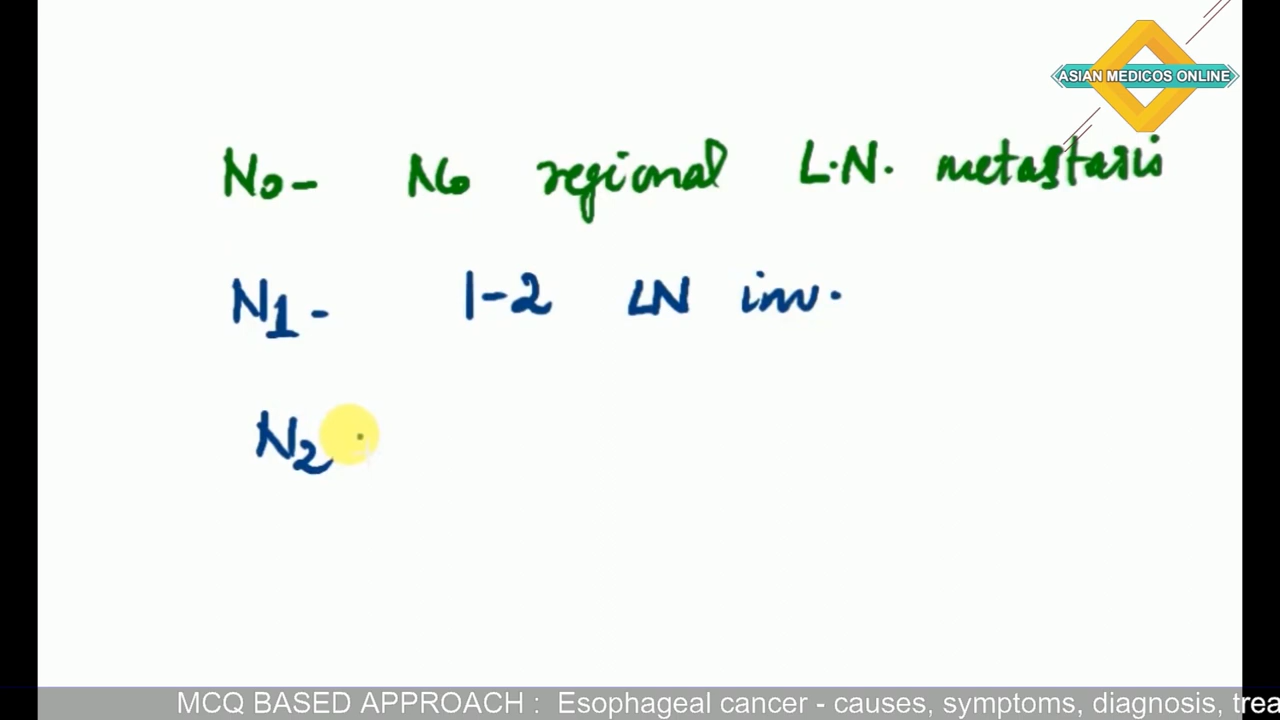 ASIAN MEDICOS ONLINE
N0- No regional L.N. metastasis
N1- 1-2 LN inv.
N2
MCQ BASED APPROACH : Esophageal cancer - causes, symptoms, diagnosis, trea